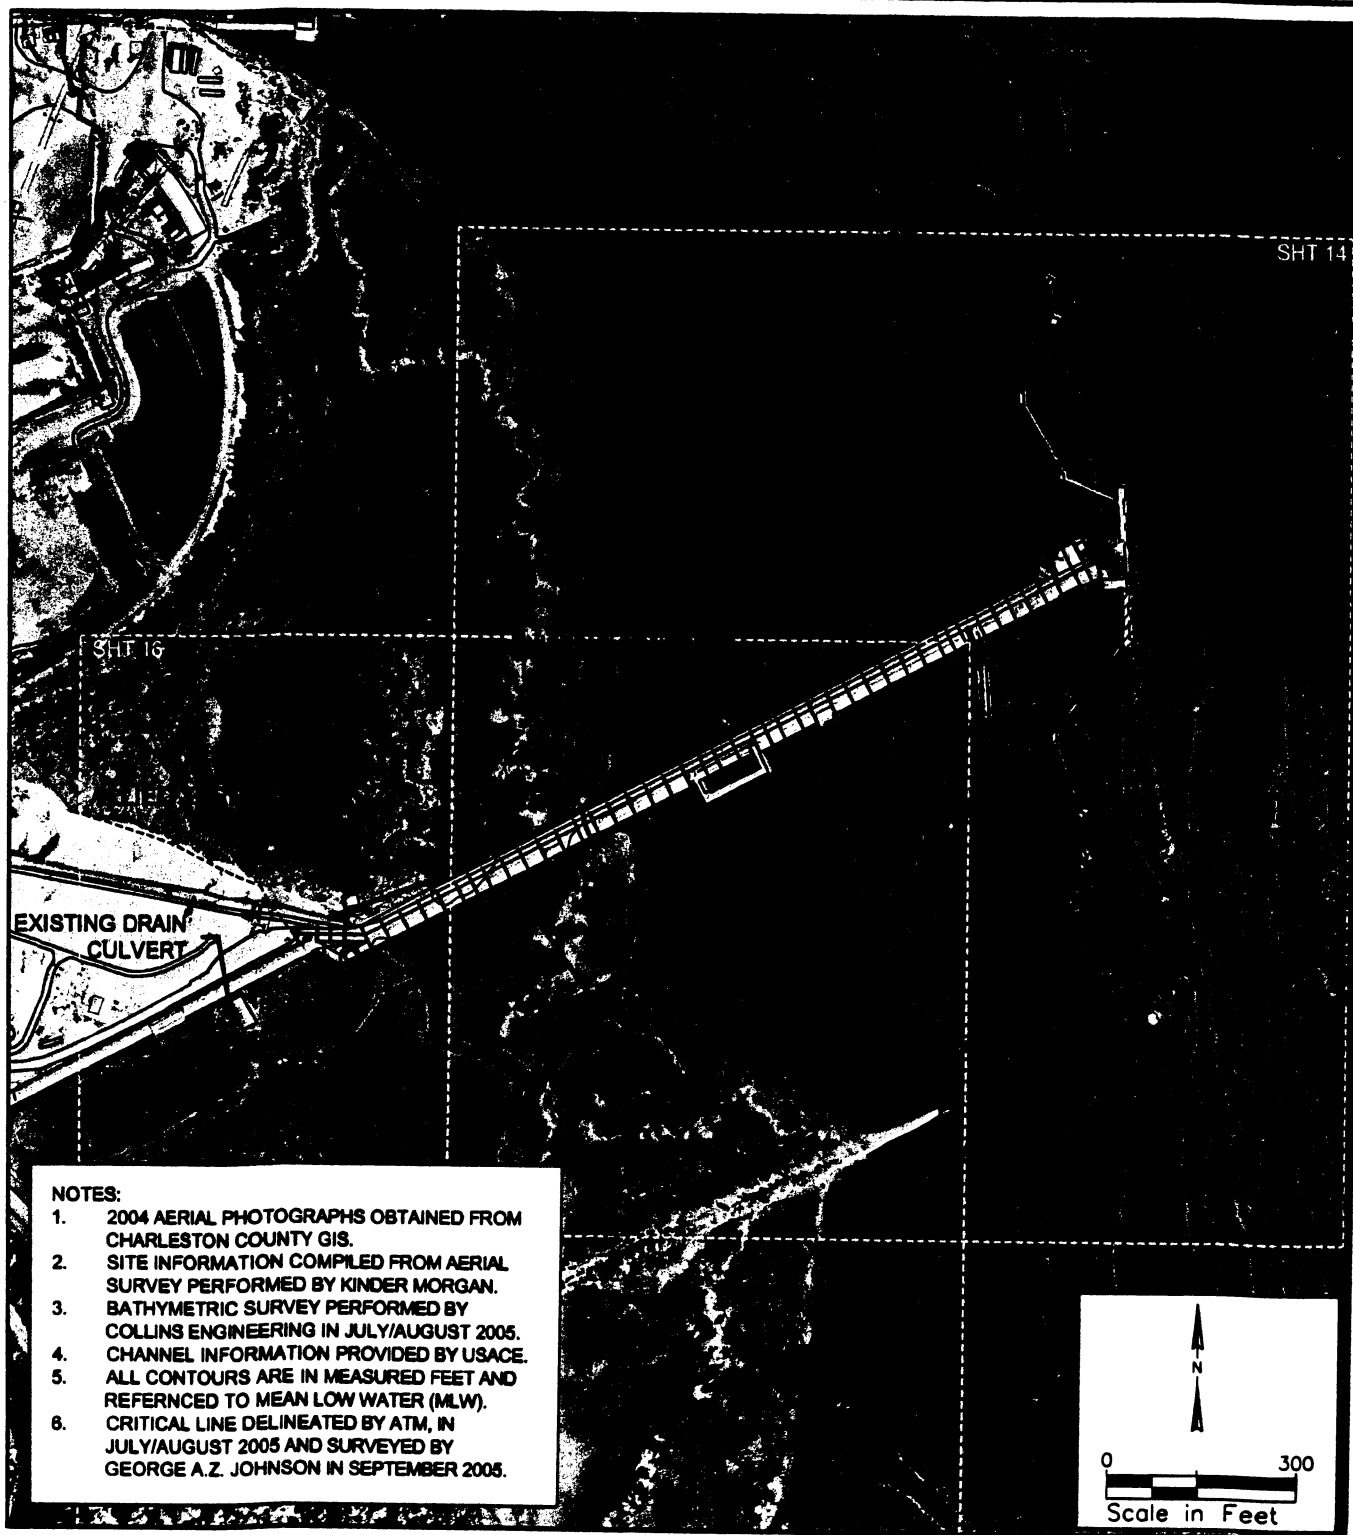 SHT 14
SHT 16
EXISTING DRAIN
CULVERT
NOTES:
1. 2004 AERIAL PHOTOGRAPHS OBTAINED FROM
CHARLESTON COUNTY GIS.
2. SITE INFORMATION COMPILED FROM AERIAL
SURVEY PERFORMED BY KINDER MORGAN.
3. BATHYMETRIC SURVEY PERFORMED BY
COLLINS ENGINEERING IN JULY/AUGUST 2005.
4. CHANNEL INFORMATION PROVIDED BY USACE.
5. ALL CONTOURS ARE IN MEASURED FEET AND
REFERNCED TO MEAN LOW WATER (MLW).
6. CRITICAL LINE DELINEATED BY ATM, IN
JULY/AUGUST 2005 AND SURVEYED BY
GEORGE A.Z. JOHNSON IN SEPTEMBER 2005.
N
0 300
Scale in Feet